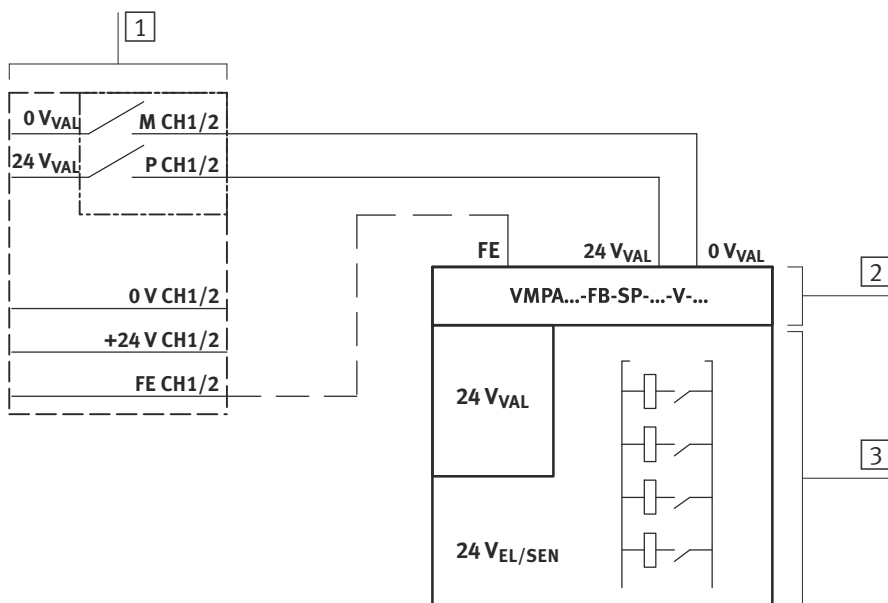 1
0 VVAL M CH1/2
24 VVAL P CH1/2
FE 24 VVAL 0 VVAL
2
0 V CH1/2
VMPA...-FB-SP-...-V-...
+24 V CH1/2
FE CH1/2
24 VVAL
3
24 VEL/SEN